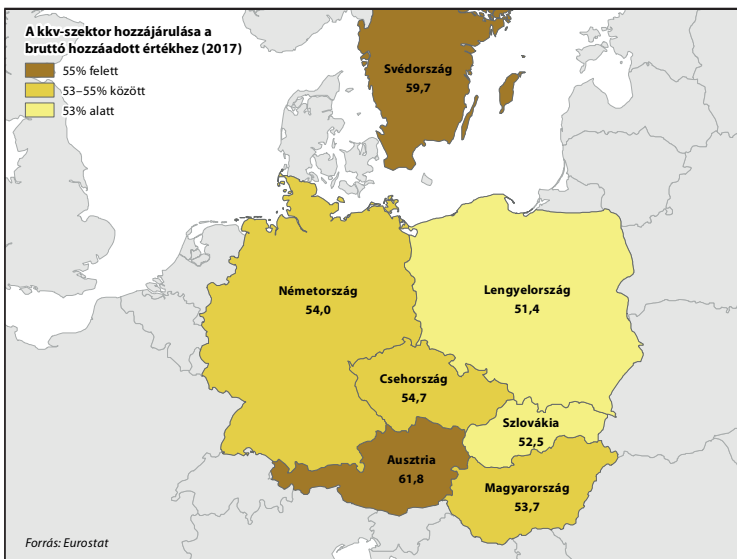 A kkv-szektor hozzájárulása a
bruttó hozzáadott értékhez (2017)
55% felett
53–55% között
53% alatt
Svédország
59,7
Németország
54,0
Lengyelország
51,4
Csehország
54,7
Szlovákia
52,5
Ausztria
61,8
Magyarország
53,7
Forrás: Eurostat